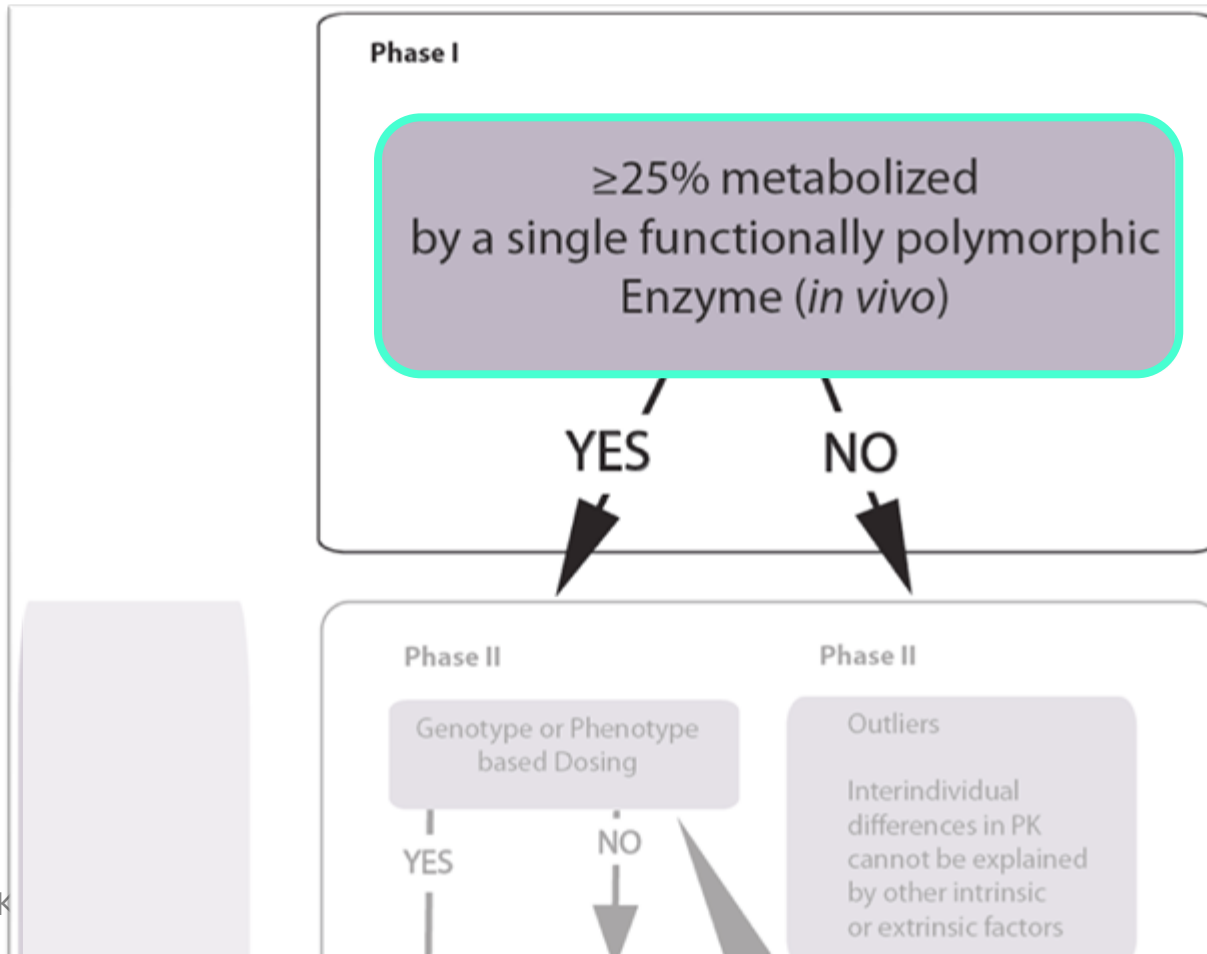 Phase I
≥25% metabolized
by a single functionally polymorphic
Enzyme (in vivo)
YES
NO
Phase II
Genotype or Phenotype
based Dosing
YES
NO
Phase II
Outliers
Interindividual
differences in PK
cannot be explained
by other intrinsic
or extrinsic factors